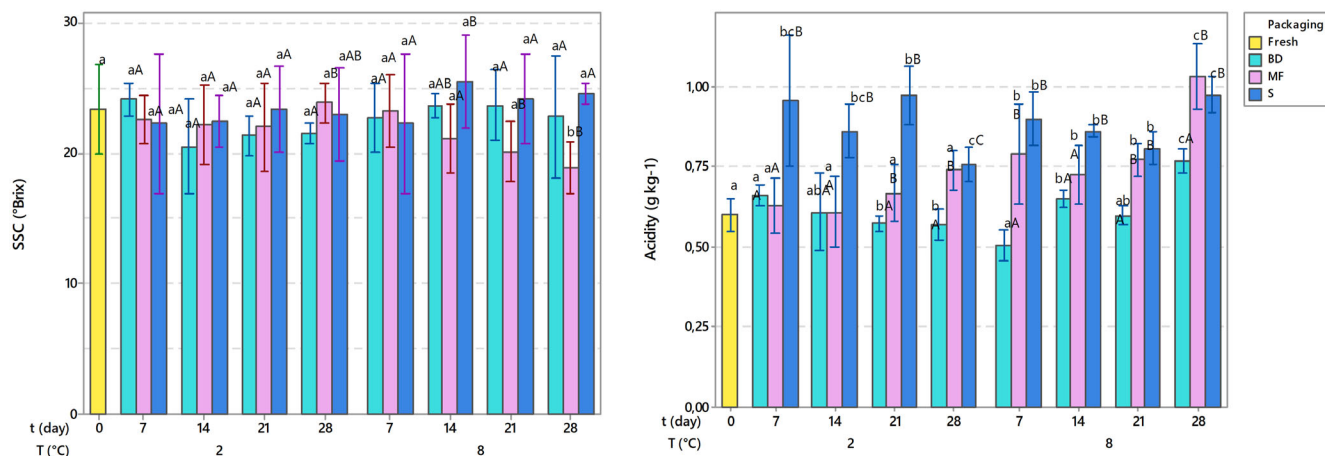 30
20
10
0
SSC (°Brix)
a
aA
aA
aA
aA
aA
aA
aA
aA
aA
aA
aA
aB
aAB
aA
aA
aA
aAB
aA
aB
aA
aB
aA
aA
bB
aA
t (day)
0 7 14 21 28 7 14 21 28
T (°C)
2 8
1,00
0,75
0,50
0,25
0,00
Acidity (g kg-1)
a
a
A
aA
bcB
abA
a
A
bcB
bA
a
B
bB
b
A
a
B
cC
aA
b
B
bB
bA
b
A
bB
ab
A
b
B
b
B
cA
cB
cB
t (day)
0 7 14 21 28 7 14 21 28
T (°C)
2 8
Packaging
Fresh
BD
MF
S